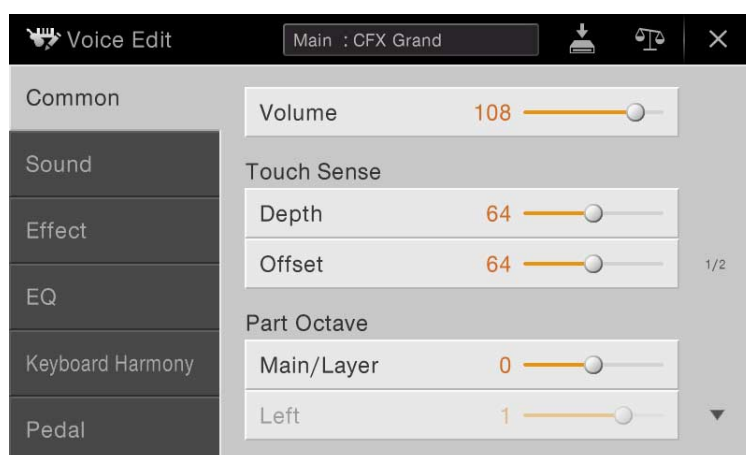 Voice Edit
Main : CFX Grand
Common
Sound
Effect
EQ
Keyboard Harmony
Pedal
Volume 108
Touch Sense
Depth 64
Offset 64
Part Octave
Main/Layer 0
Left 1
1/2